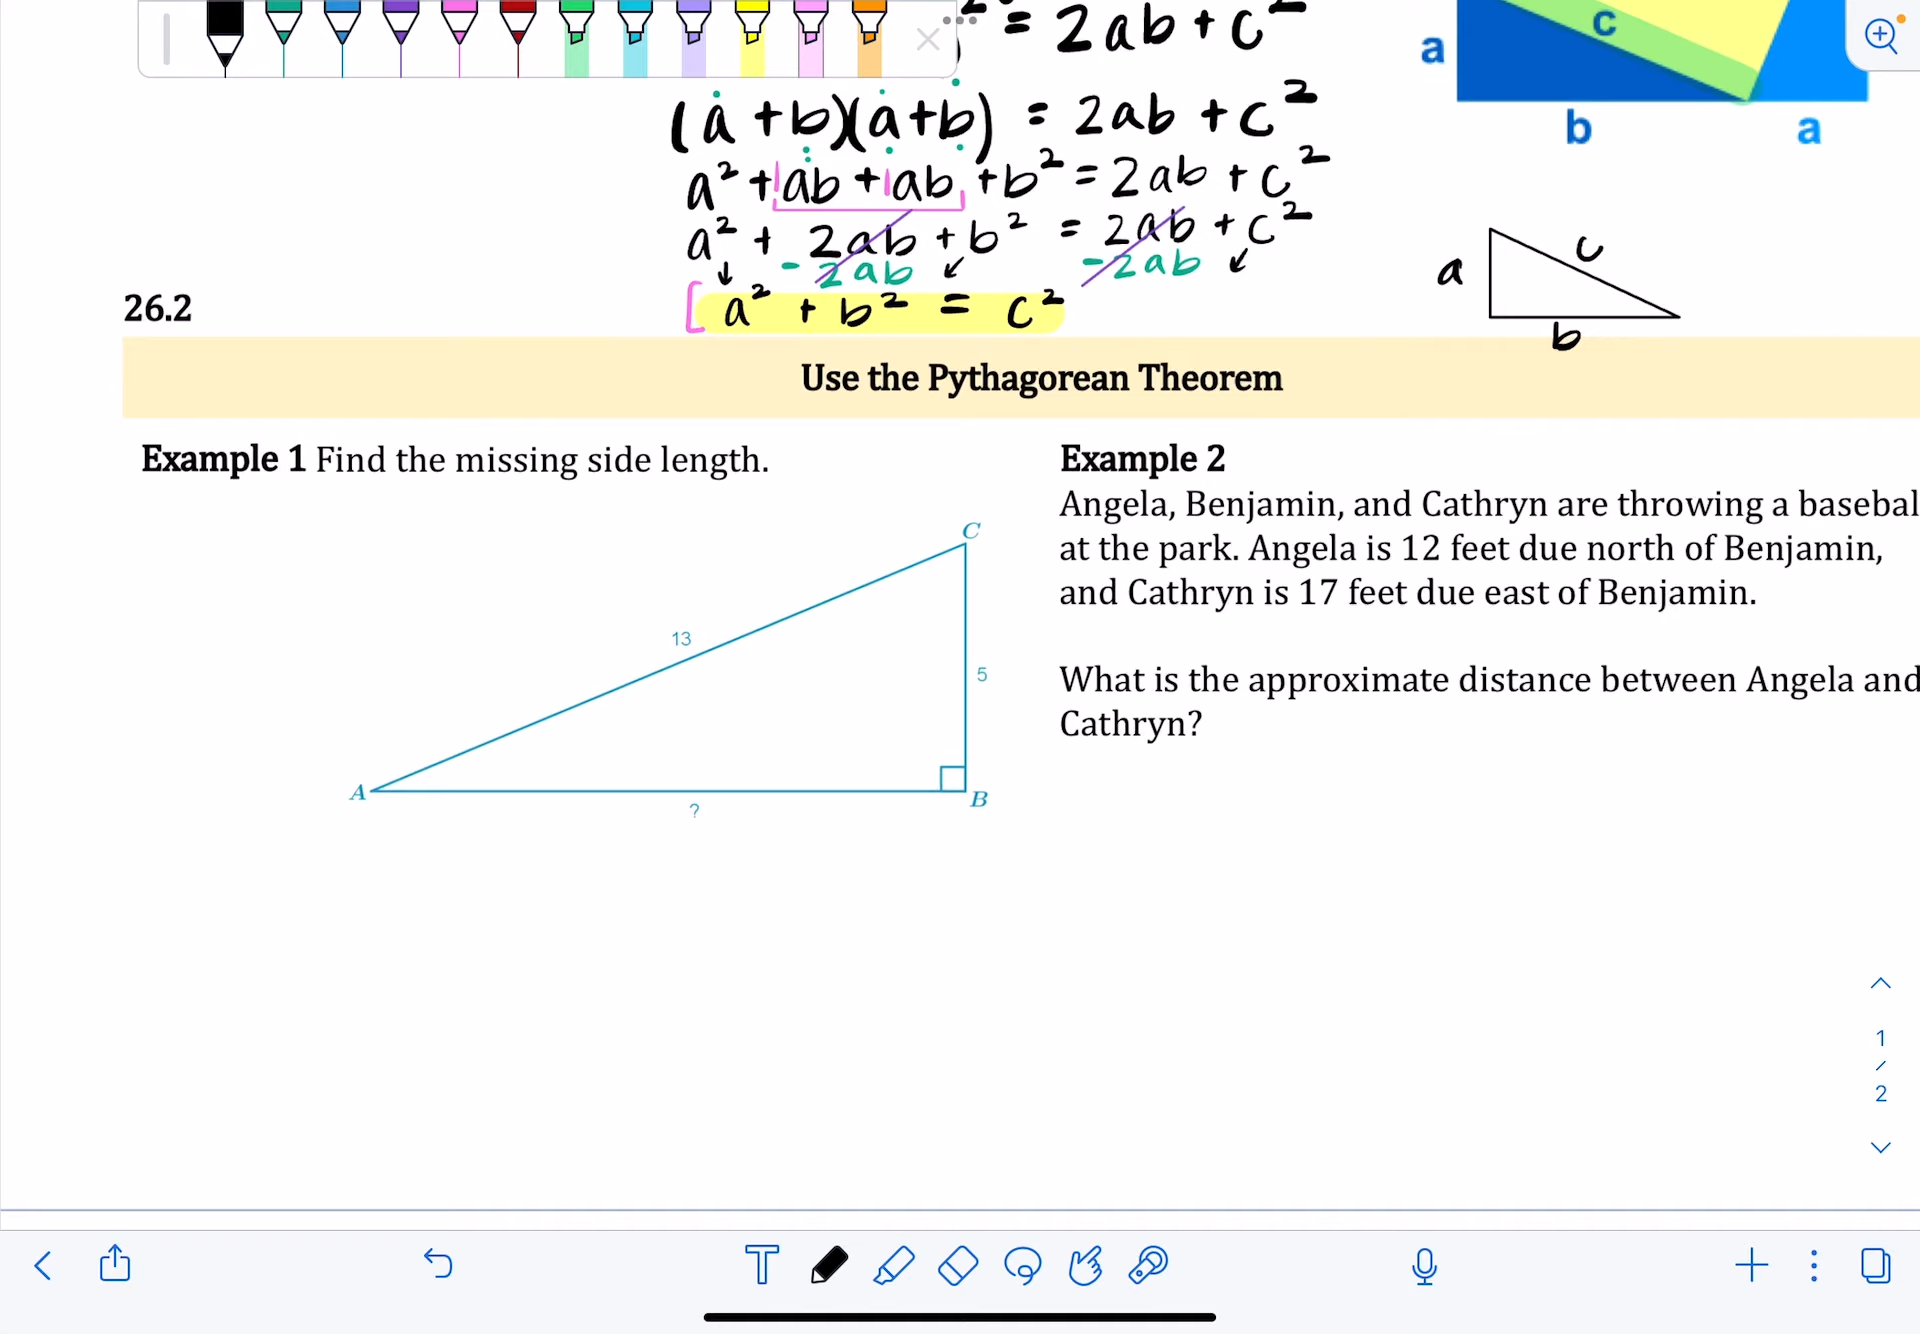 ² = 2ab + c²
(a + b)(a + b) = 2ab + c²
a² + 1ab + 1ab + b² = 2ab + c²
a² + 2ab + b² = 2ab + c²
- 2ab - 2ab
a² + b² = c²
c
a
b
a
c
a
b
26.2
Use the Pythagorean Theorem
Example 1 Find the missing side length.
C
13
5
A
B
?
Example 2
Angela, Benjamin, and Cathryn are throwing a basebal
at the park. Angela is 12 feet due north of Benjamin,
and Cathryn is 17 feet due east of Benjamin.
What is the approximate distance between Angela and
Cathryn?
1
/
2
T